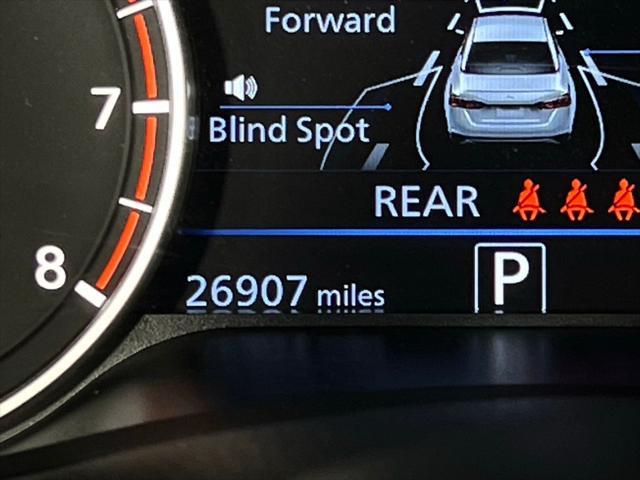 Forward
7
Blind Spot
REAR
8
26907 miles
P